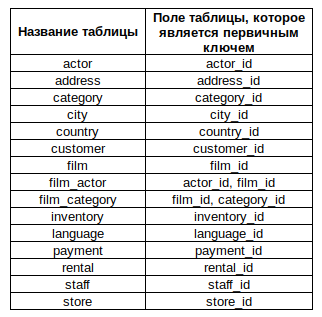 Название таблицы
Поле таблицы, которое
является первичным
ключем
actor actor_id
address address_id
category category_id
city city_id
country country_id
customer customer_id
film film_id
film_actor actor_id, film_id
film_category film_id, category_id
inventory inventory_id
language language_id
payment payment_id
rental rental_id
staff staff_id
store store_id